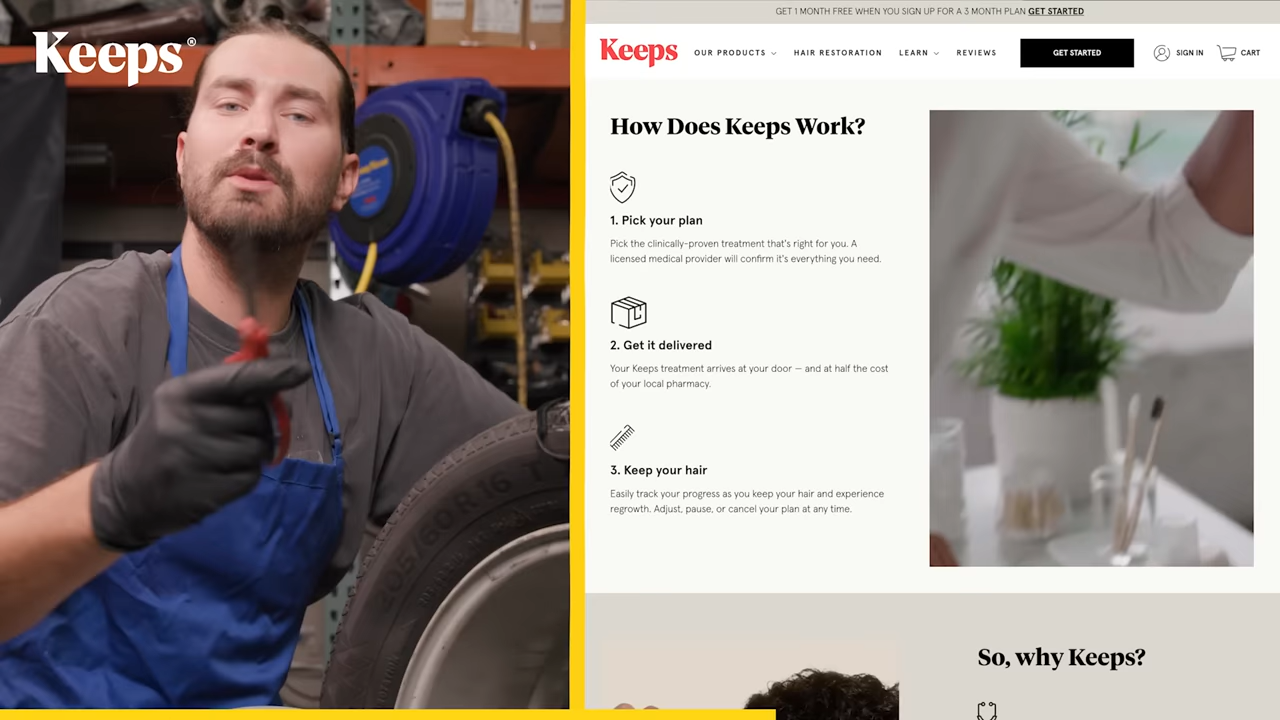 Keeps®
GET 1 MONTH FREE WHEN YOU SIGN UP FOR A 3 MONTH PLAN GET STARTED
Keeps
OUR PRODUCTS
HAIR RESTORATION
LEARN
REVIEWS
GET STARTED
SIGN IN
CART
How Does Keeps Work?
1. Pick your plan
Pick the clinically-proven treatment that's right for you. A
licensed medical provider will confirm it's everything you need.
2. Get it delivered
Your Keeps treatment arrives at your door — and at half the cost
of your local pharmacy.
3. Keep your hair
Easily track your progress as you keep your hair and experience
regrowth. Adjust, pause, or cancel your plan at any time.
So, why Keeps?
205/60R16